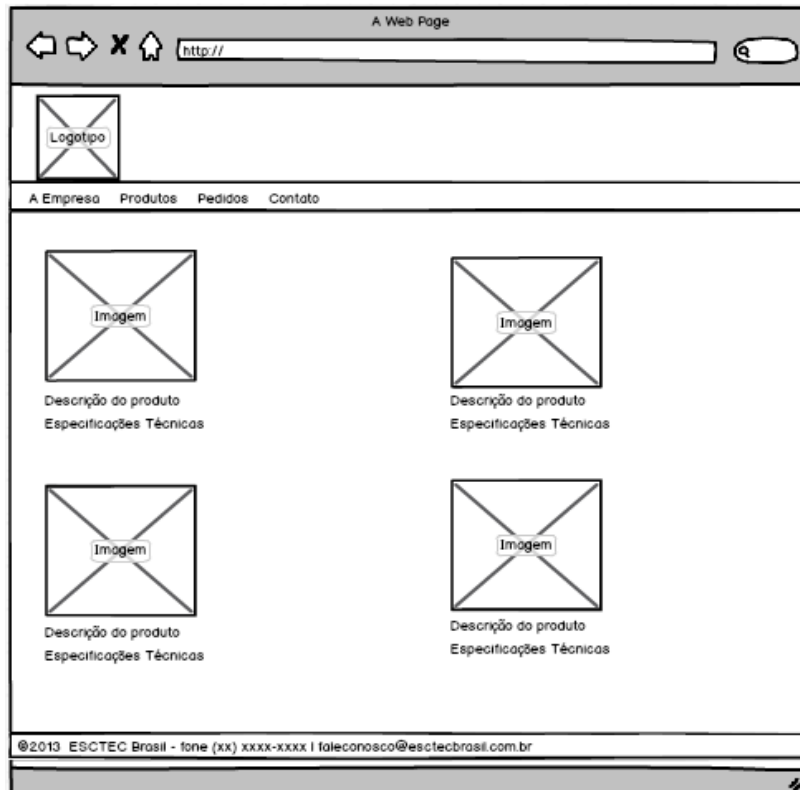 A Web Page
http://
Logotipo
A Empresa Produtos Pedidos Contato
Imagem
Descrição do produto
Especificações Técnicas
Imagem
Descrição do produto
Especificações Técnicas
Imagem
Descrição do produto
Especificações Técnicas
Imagem
Descrição do produto
Especificações Técnicas
©2013 ESCTEC Brasil - fone (xx) xxxx-xxxx | faleconosco@esctecbrasil.com.br